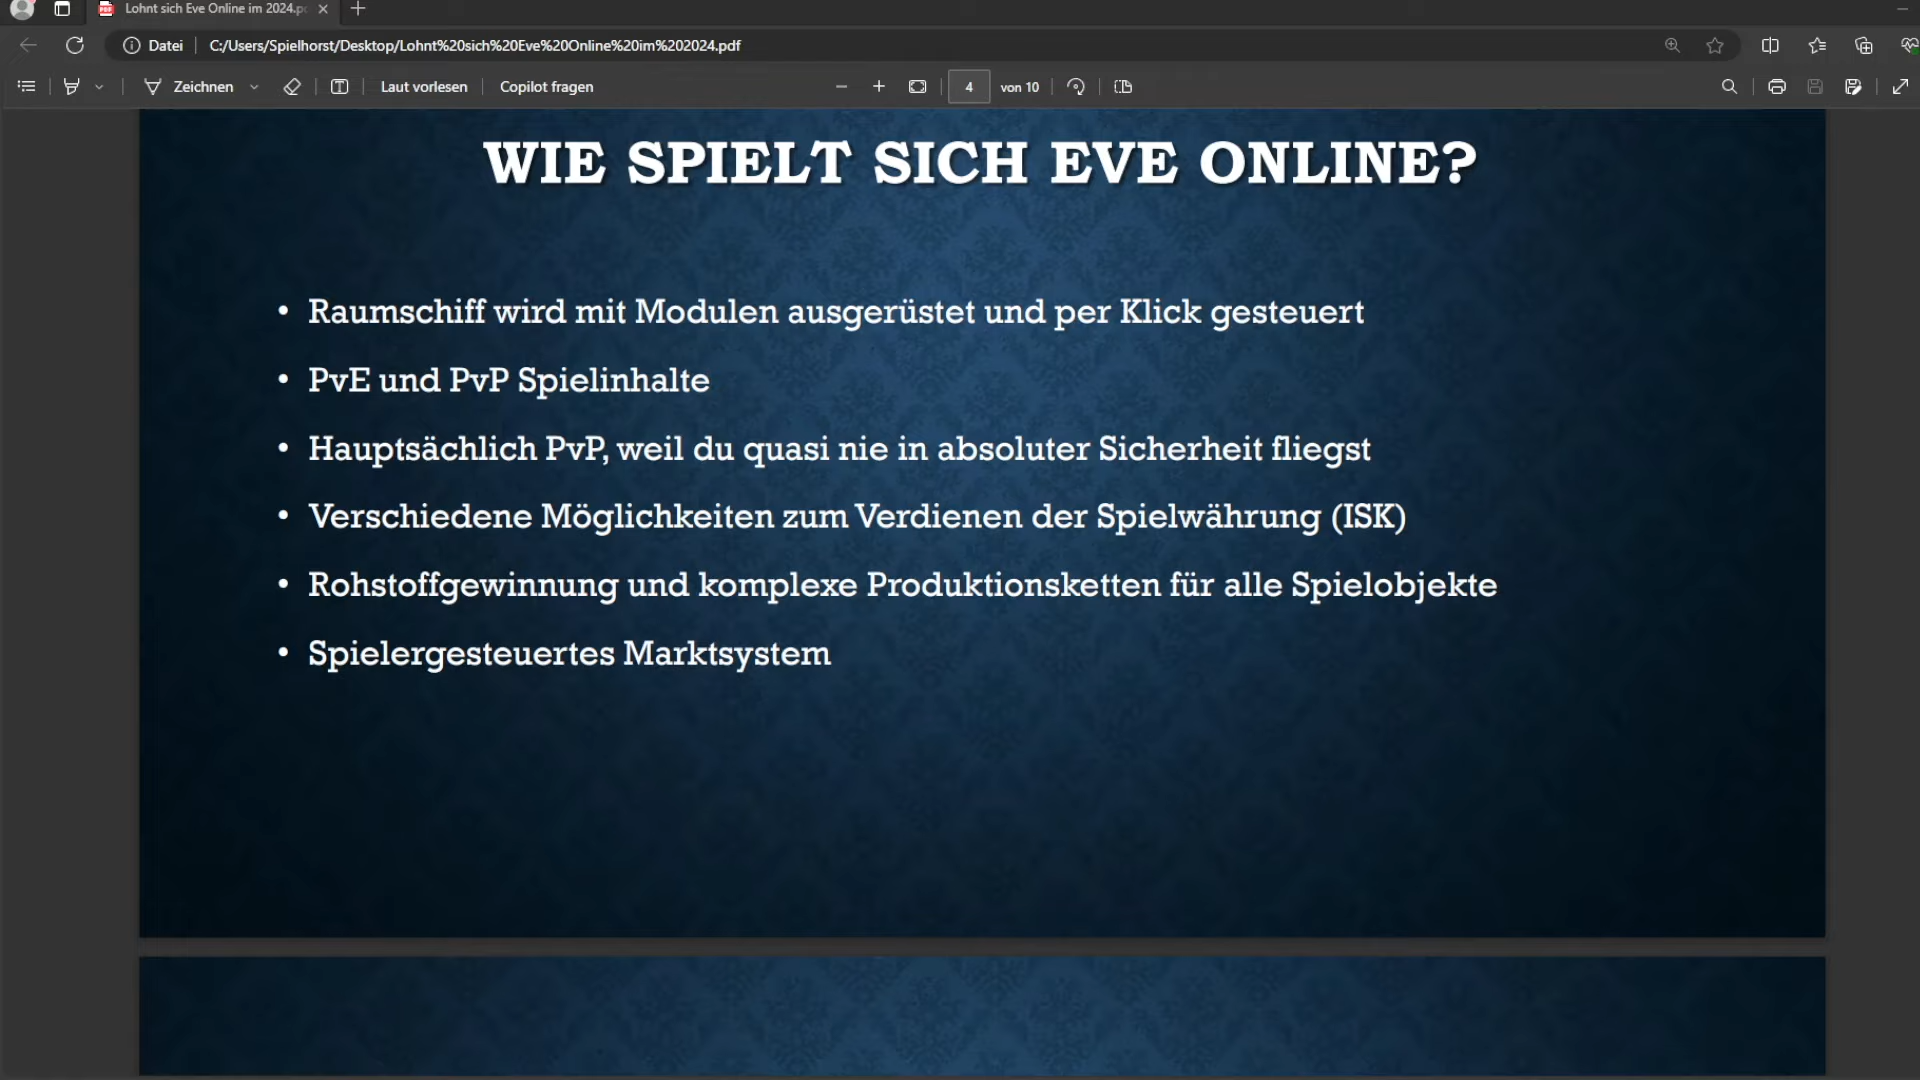 Lohnt sich Eve Online im 2024.p
Datei
C:/Users/Spielhorst/Desktop/Lohnt%20sich%20Eve%20Online%20im%202024.pdf
Zeichnen
Laut vorlesen
Copilot fragen
4
von 10
WIE SPIELT SICH EVE ONLINE?
• Raumschiff wird mit Modulen ausgerüstet und per Klick gesteuert
• PvE und PvP Spielinhalte
• Hauptsächlich PvP, weil du quasi nie in absoluter Sicherheit fliegst
• Verschiedene Möglichkeiten zum Verdienen der Spielwährung (ISK)
• Rohstoffgewinnung und komplexe Produktionsketten für alle Spielobjekte
• Spielergesteuertes Marktsystem